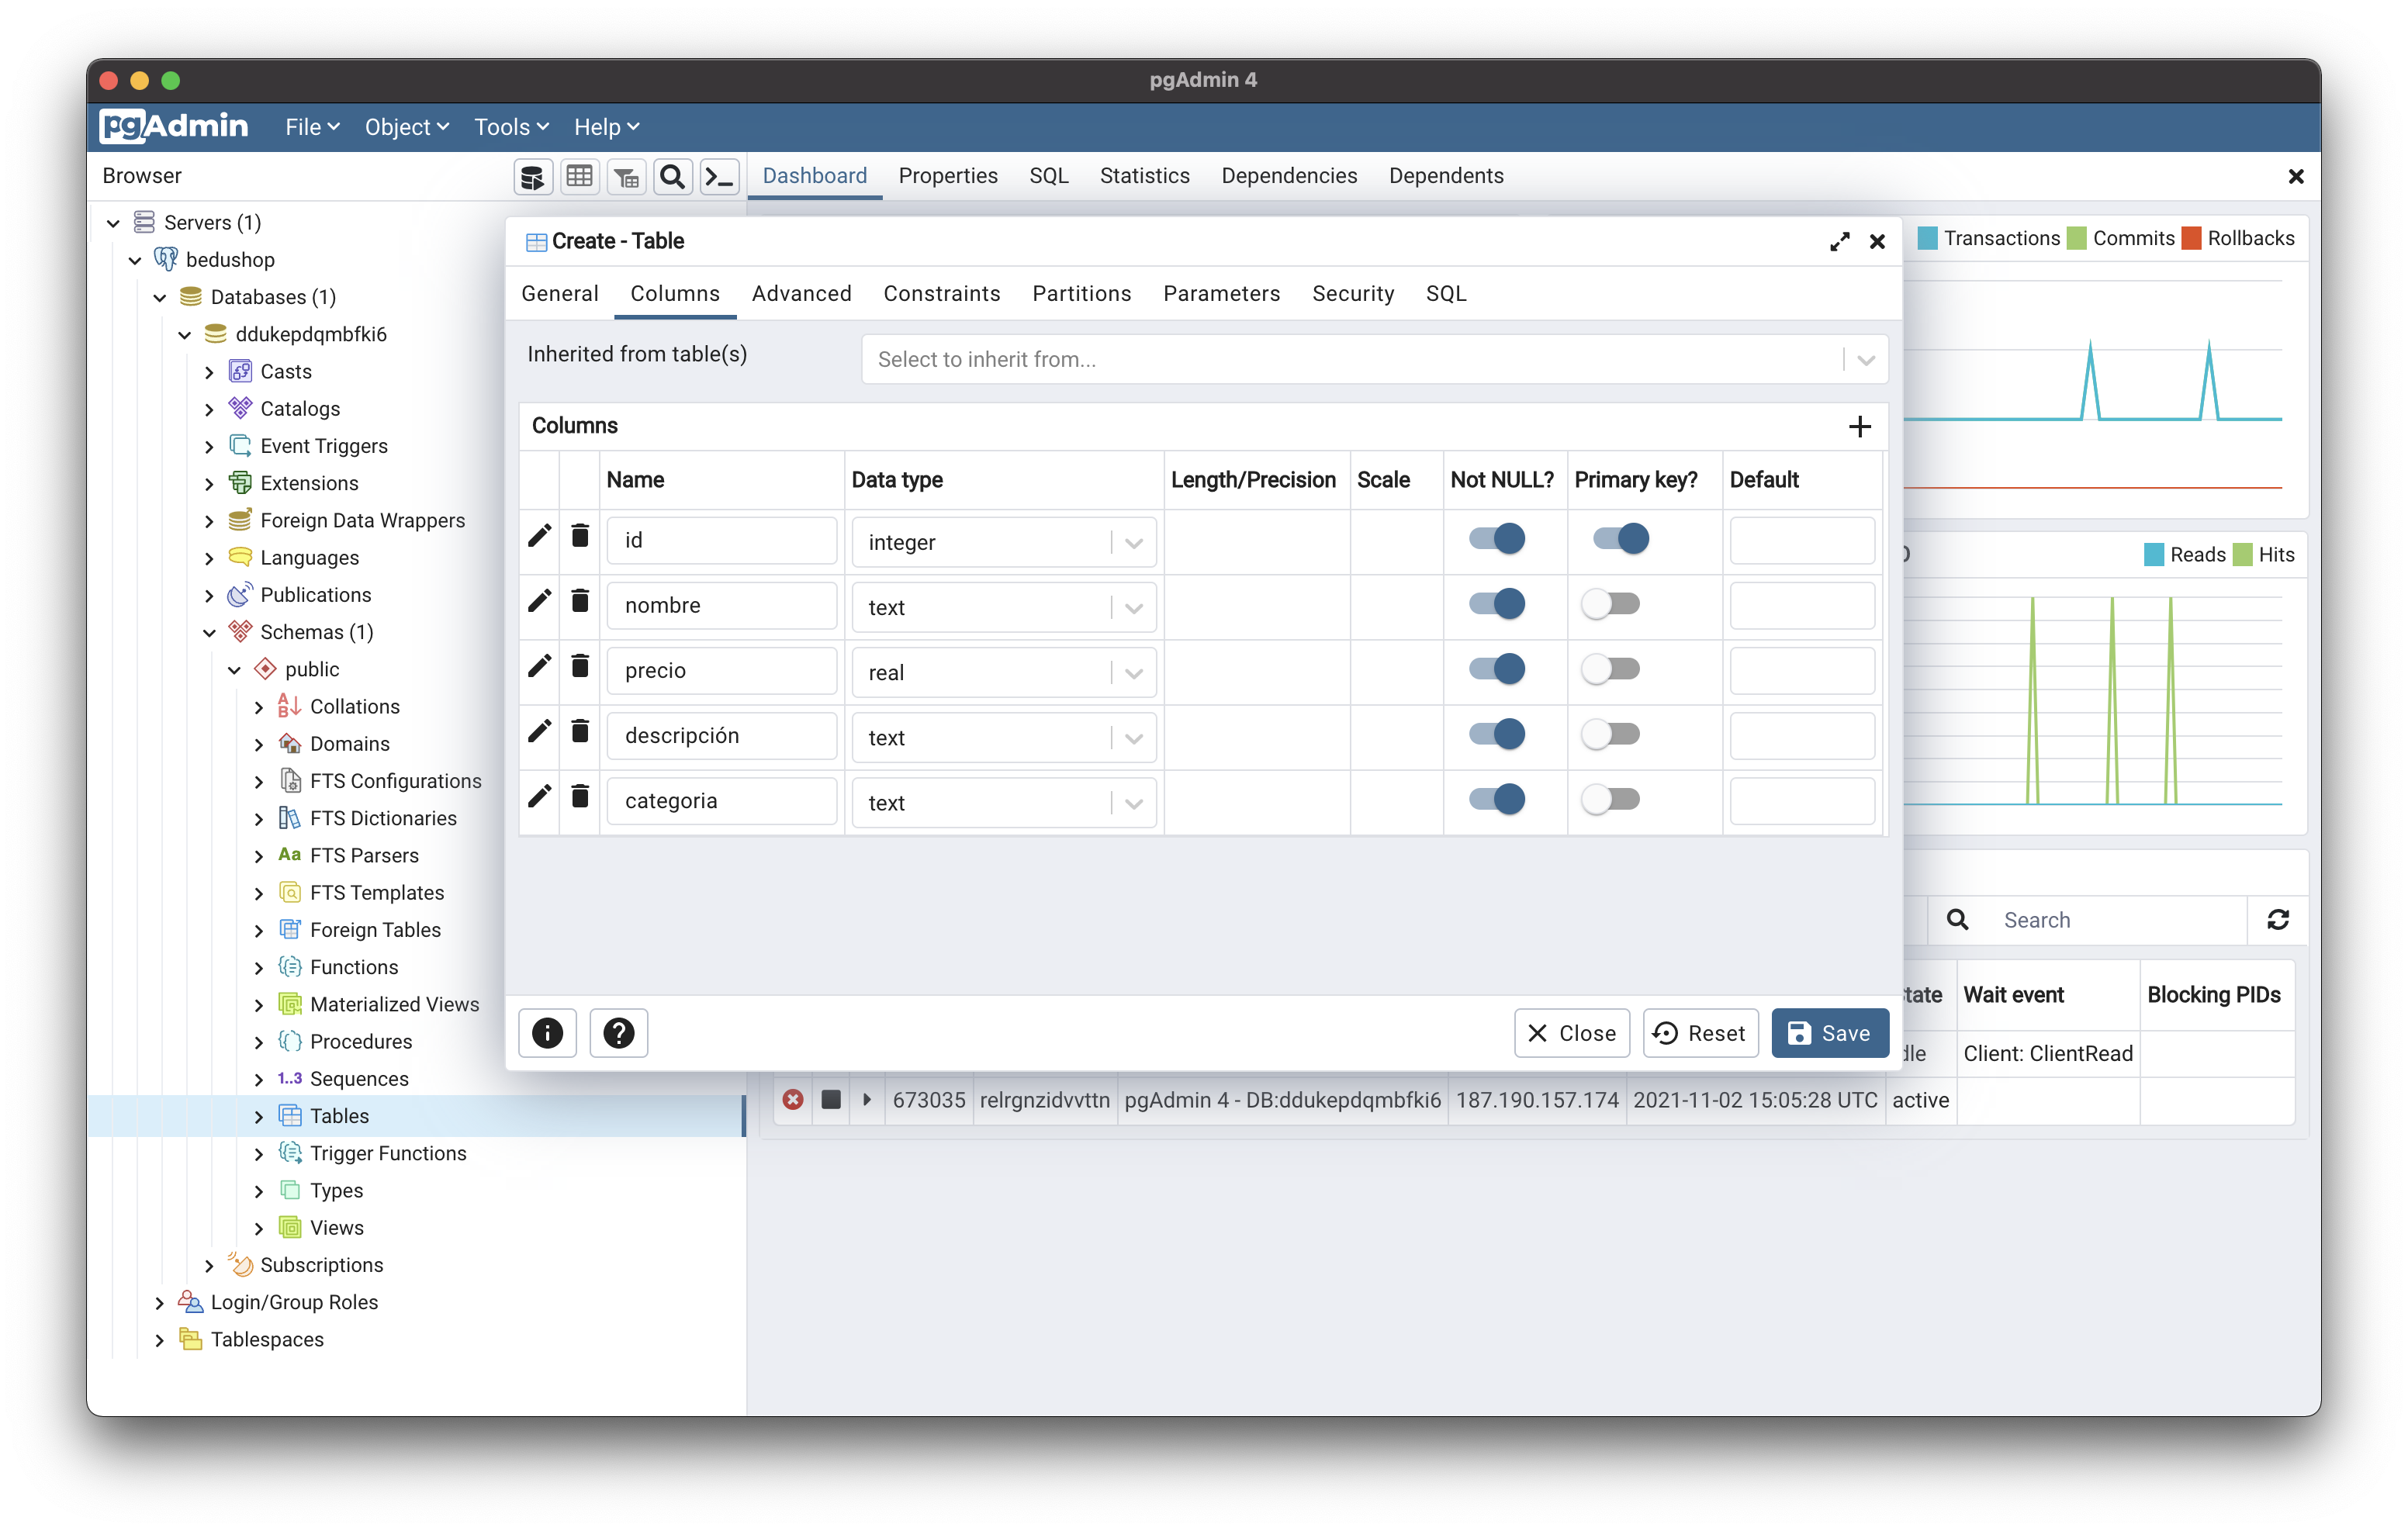 pgAdmin 4
pgAdmin File Object Tools Help
Browser
Dashboard Properties SQL Statistics Dependencies Dependents
Servers (1)
bedushop
Databases (1)
ddukepdqmbfki6
Casts
Catalogs
Event Triggers
Extensions
Foreign Data Wrappers
Languages
Publications
Schemas (1)
public
Collations
Domains
FTS Configurations
FTS Dictionaries
Aa FTS Parsers
FTS Templates
Foreign Tables
Functions
Materialized Views
Procedures
1..3 Sequences
Tables
Trigger Functions
Types
Views
Subscriptions
Login/Group Roles
Tablespaces
Create - Table
General Columns Advanced Constraints Partitions Parameters Security SQL
Inherited from table(s) Select to inherit from...
Columns
Name Data type Length/Precision Scale Not NULL? Primary key? Default
id integer
nombre text
precio real
descripción text
categoria text
Close Reset Save
Transactions Commits Rollbacks
Reads Hits
Search
Wait event Blocking PIDs
Client: ClientRead
673035 relrgnzidvvttn pgAdmin 4 - DB:ddukepdqmbfki6 187.190.157.174 2021-11-02 15:05:28 UTC active